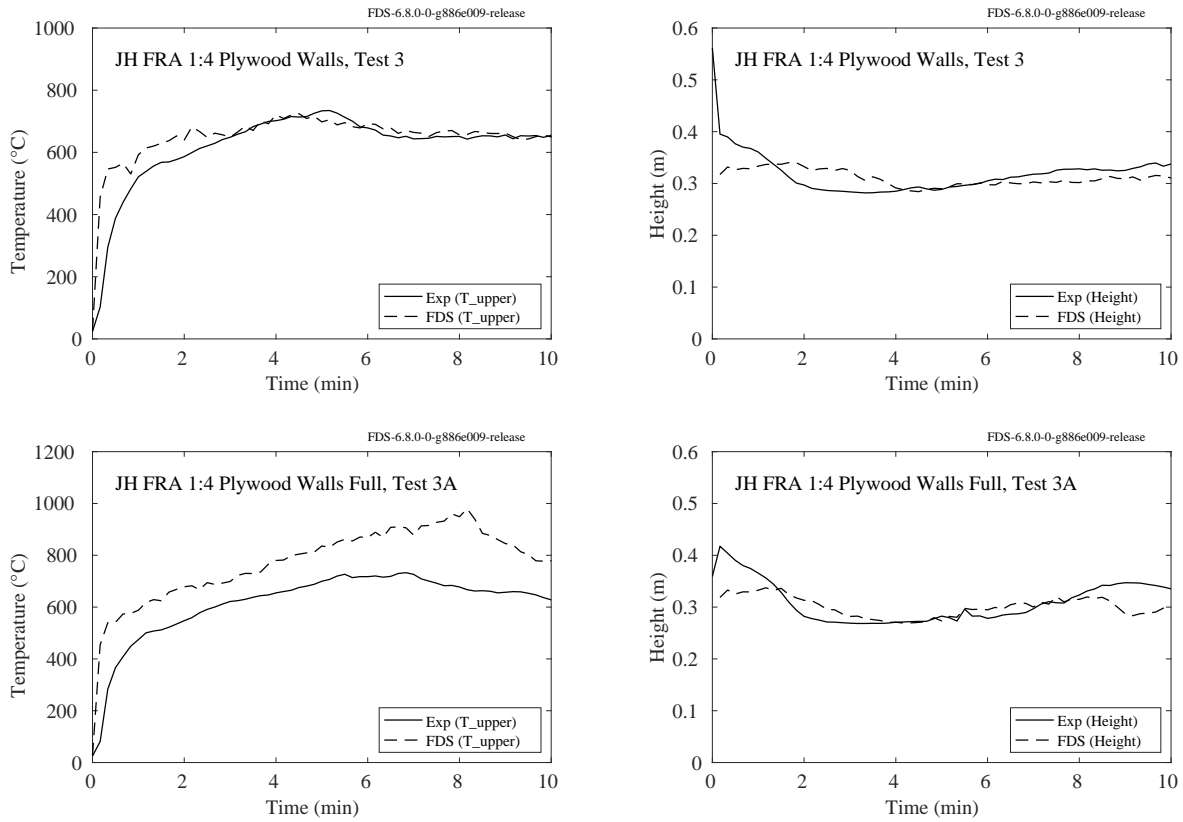 FDS-6.8.0-0-g886e009-release
JH FRA 1:4 Plywood Walls, Test 3
1000
800
600
400
200
0
Temperature (°C)
0 2 4 6 8 10
Time (min)
Exp (T_upper)
FDS (T_upper)
FDS-6.8.0-0-g886e009-release
JH FRA 1:4 Plywood Walls, Test 3
0.6
0.5
0.4
0.3
0.2
0.1
0
Height (m)
0 2 4 6 8 10
Time (min)
Exp (Height)
FDS (Height)
FDS-6.8.0-0-g886e009-release
JH FRA 1:4 Plywood Walls Full, Test 3A
1200
1000
800
600
400
200
0
Temperature (°C)
0 2 4 6 8 10
Time (min)
Exp (T_upper)
FDS (T_upper)
FDS-6.8.0-0-g886e009-release
JH FRA 1:4 Plywood Walls Full, Test 3A
0.6
0.5
0.4
0.3
0.2
0.1
0
Height (m)
0 2 4 6 8 10
Time (min)
Exp (Height)
FDS (Height)